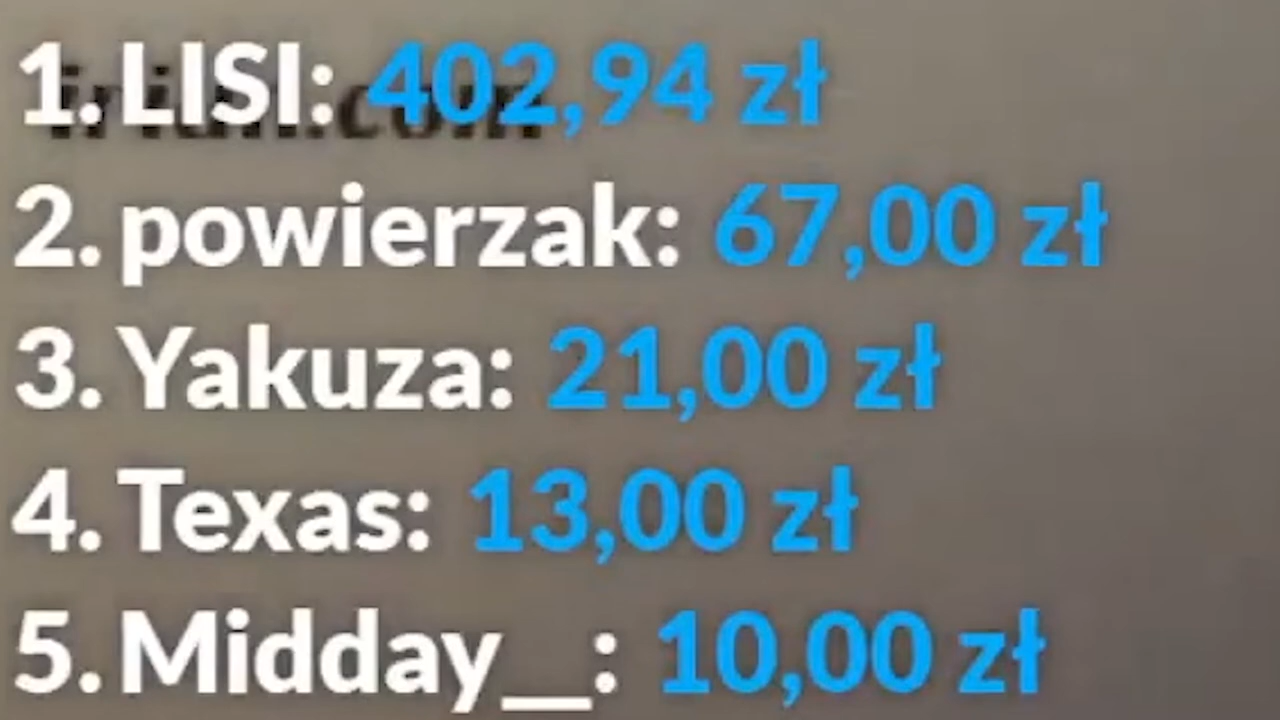 1. LISI: 402,94 zł
2. powierzak: 67,00 zł
3. Yakuza: 21,00 zł
4. Texas: 13,00 zł
5. Midday__: 10,00 zł